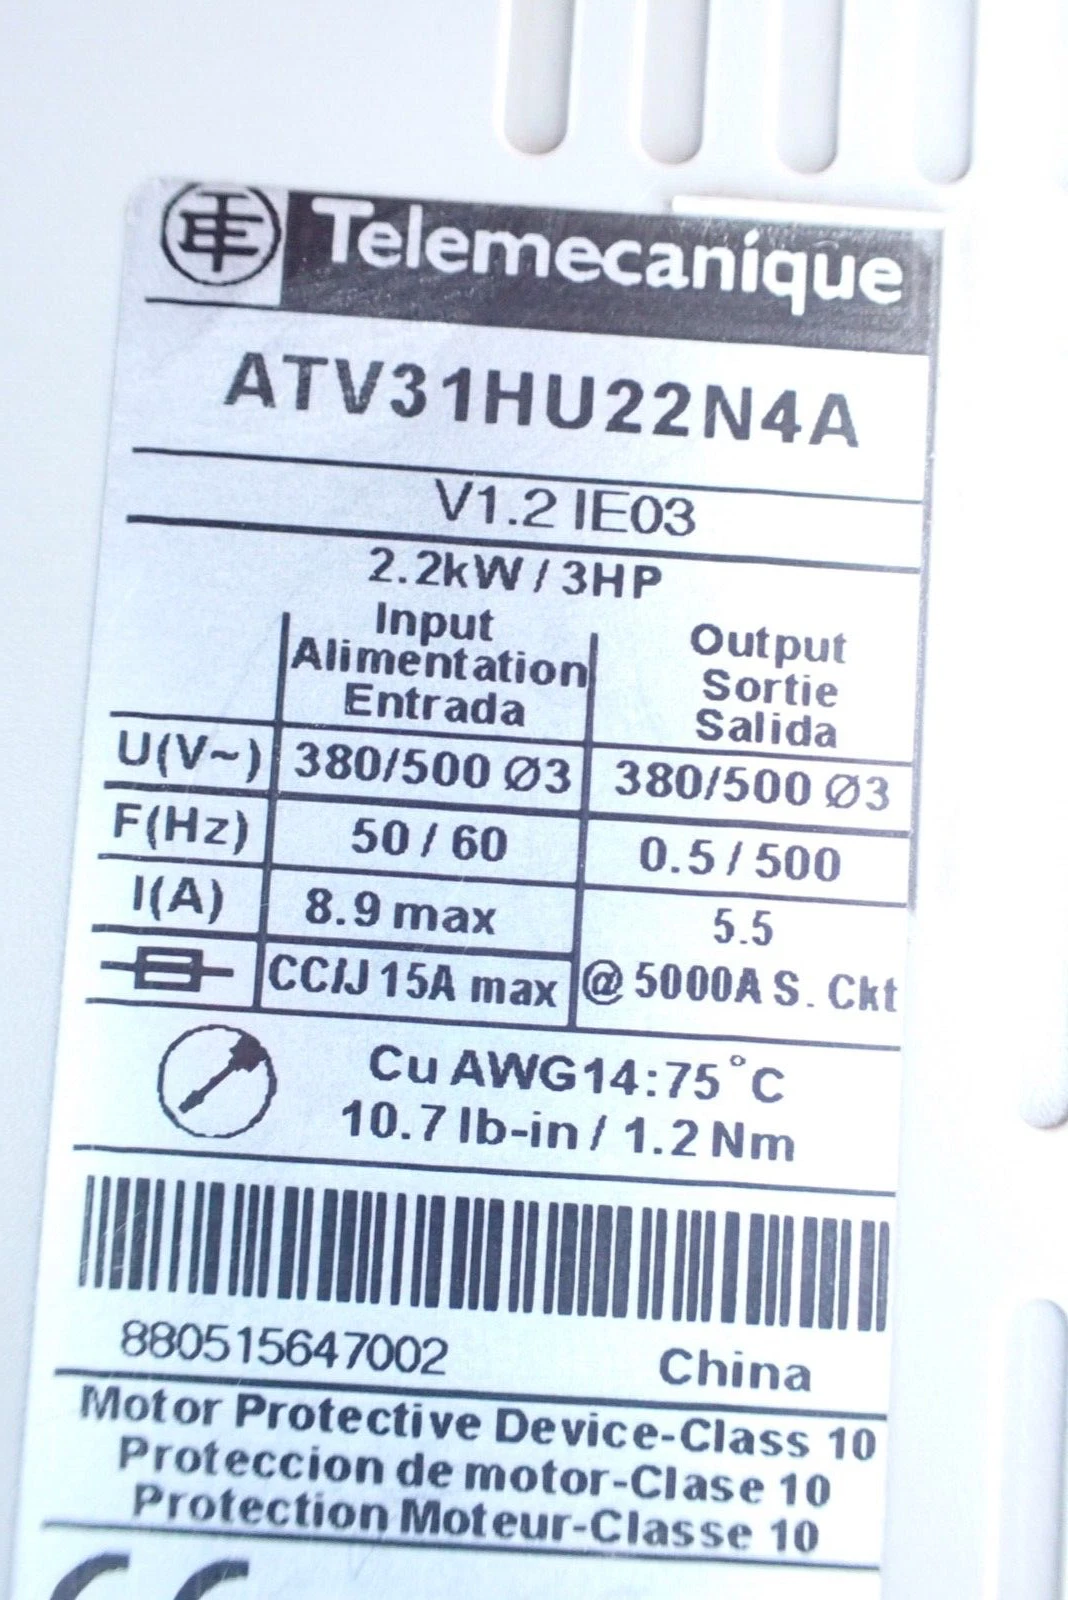 Telemecanique
ATV31HU22N4A
V1.2 IE03
2.2kW / 3HP
Input
Alimentation
Entrada
Output
Sortie
Salida
U(V~) 380/500 Ø3 380/500 Ø3
F(Hz) 50 / 60 0.5 / 500
I(A) 8.9 max 5.5
CC/J 15A max @ 5000A S. Ckt
Cu AWG14:75°C
10.7 lb-in / 1.2 Nm
880515647002 China
Motor Protective Device-Class 10
Proteccion de motor-Clase 10
Protection Moteur-Classe 10
CE